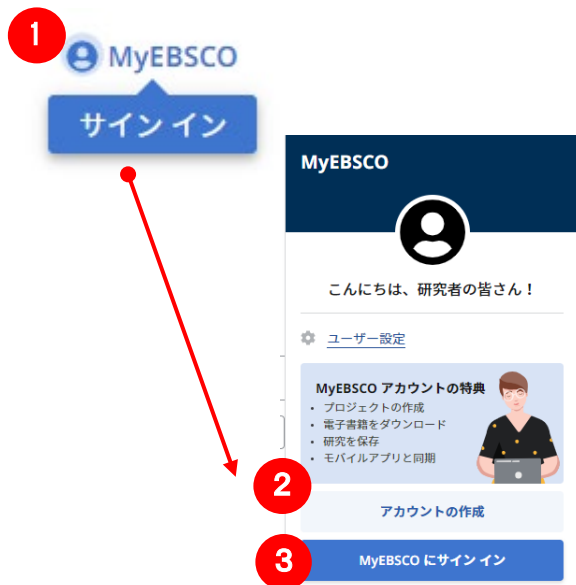 1
MyEBSCO
サイン イン
MyEBSCO
こんにちは、研究者の皆さん！
ユーザー設定
MyEBSCO アカウントの特典
• プロジェクトの作成
• 電子書籍をダウンロード
• 研究を保存
• モバイルアプリと同期
2
アカウントの作成
3
MyEBSCO にサイン イン